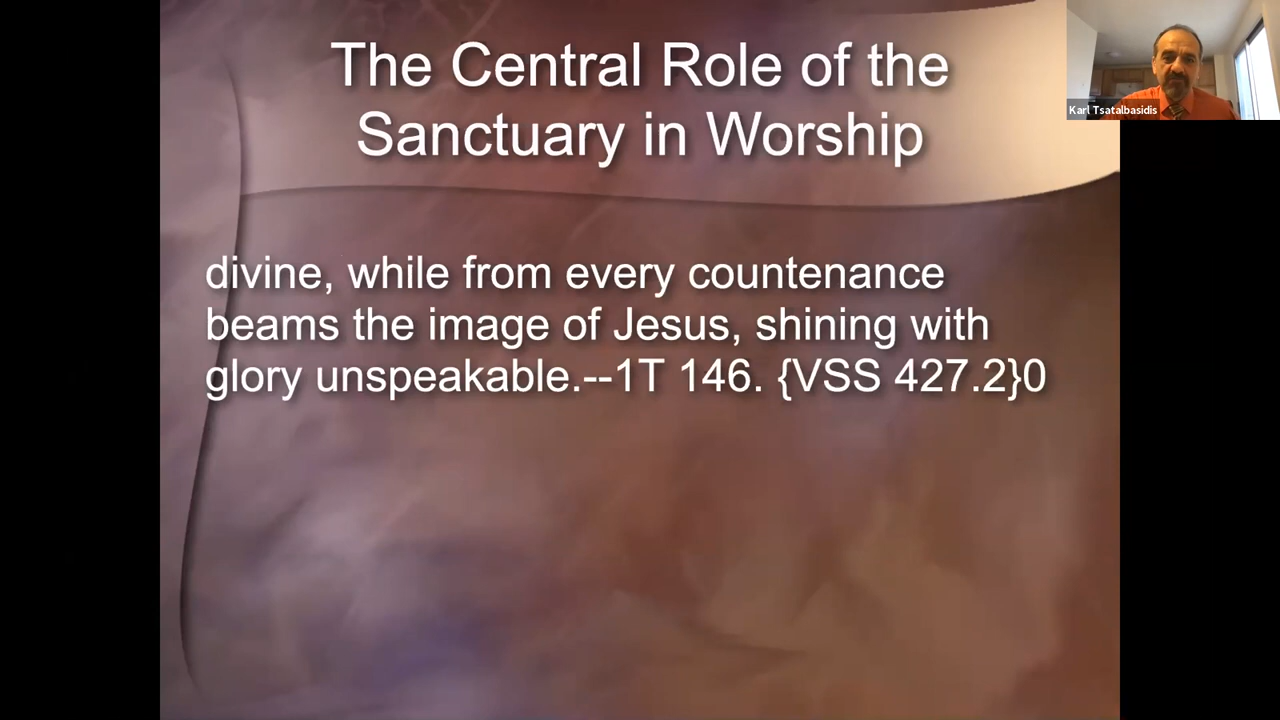 The Central Role of the
Sanctuary in Worship
Karl Tsatalbasidis
divine, while from every countenance
beams the image of Jesus, shining with
glory unspeakable.--1T 146. {VSS 427.2}0